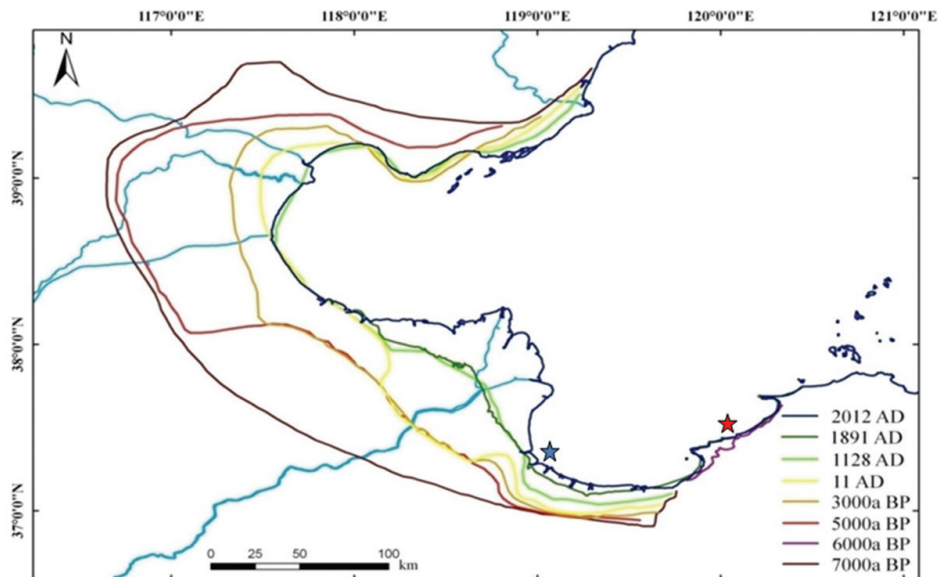 117°0'0"E 118°0'0"E 119°0'0"E 120°0'0"E 121°0'0"E
N
39°0'0"N
38°0'0"N
37°0'0"N
2012 AD
1891 AD
1128 AD
11 AD
3000a BP
5000a BP
6000a BP
7000a BP
0 25 50 100
km